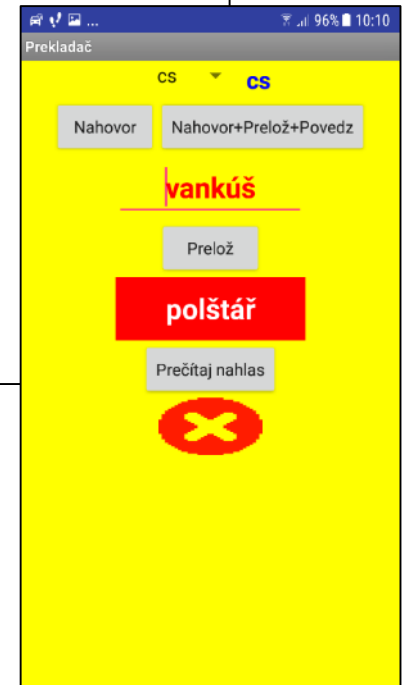 ... 96% 10:10
Prekladač
cs cs
Nahovor Nahovor+Prelož+Povedz
vankúš
Prelož
polštář
Prečítaj nahlas